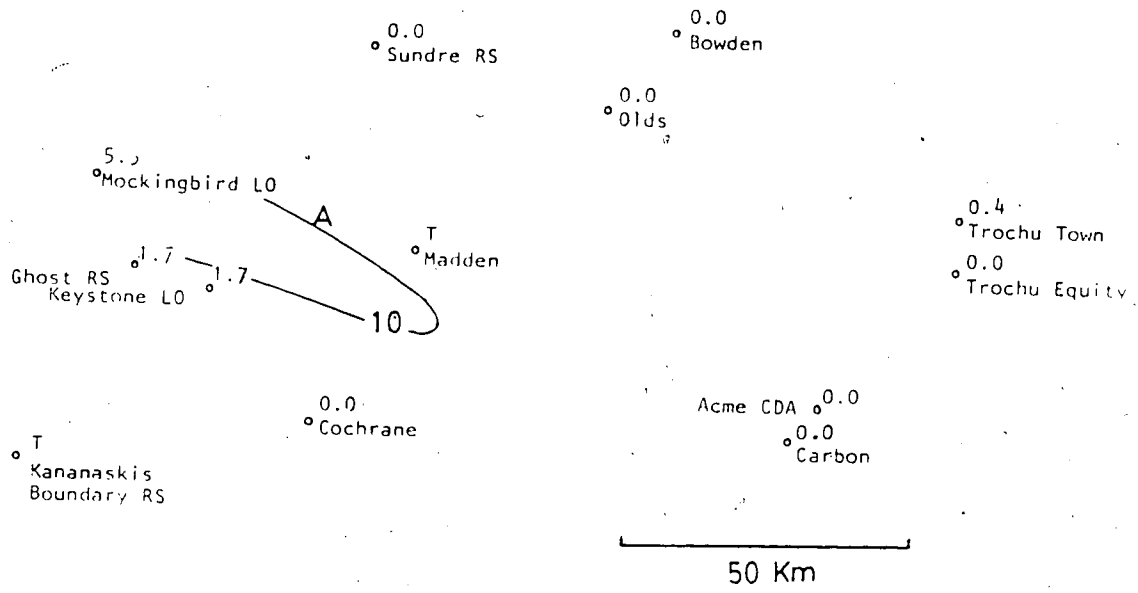 0.0
Sundre RS
0.0
Bowden
0.0
Olds
Mockingbird LO
A
T
Madden
0.4
Trochu Town
0.0
Trochu Equity
1.7
Ghost RS
1.7
Keystone LO
10
0.0
Cochrane
Acme CDA 0.0
0.0
Carbon
T
Kananaskis
Boundary RS
50 Km